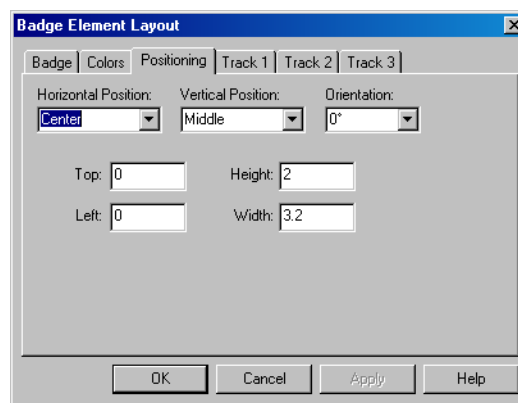 Badge Element Layout
Badge Colors Positioning Track 1 Track 2 Track 3
Horizontal Position: Vertical Position: Orientation:
Center Middle 0°
Top: 0 Height: 2
Left: 0 Width: 3.2
OK Cancel Apply Help